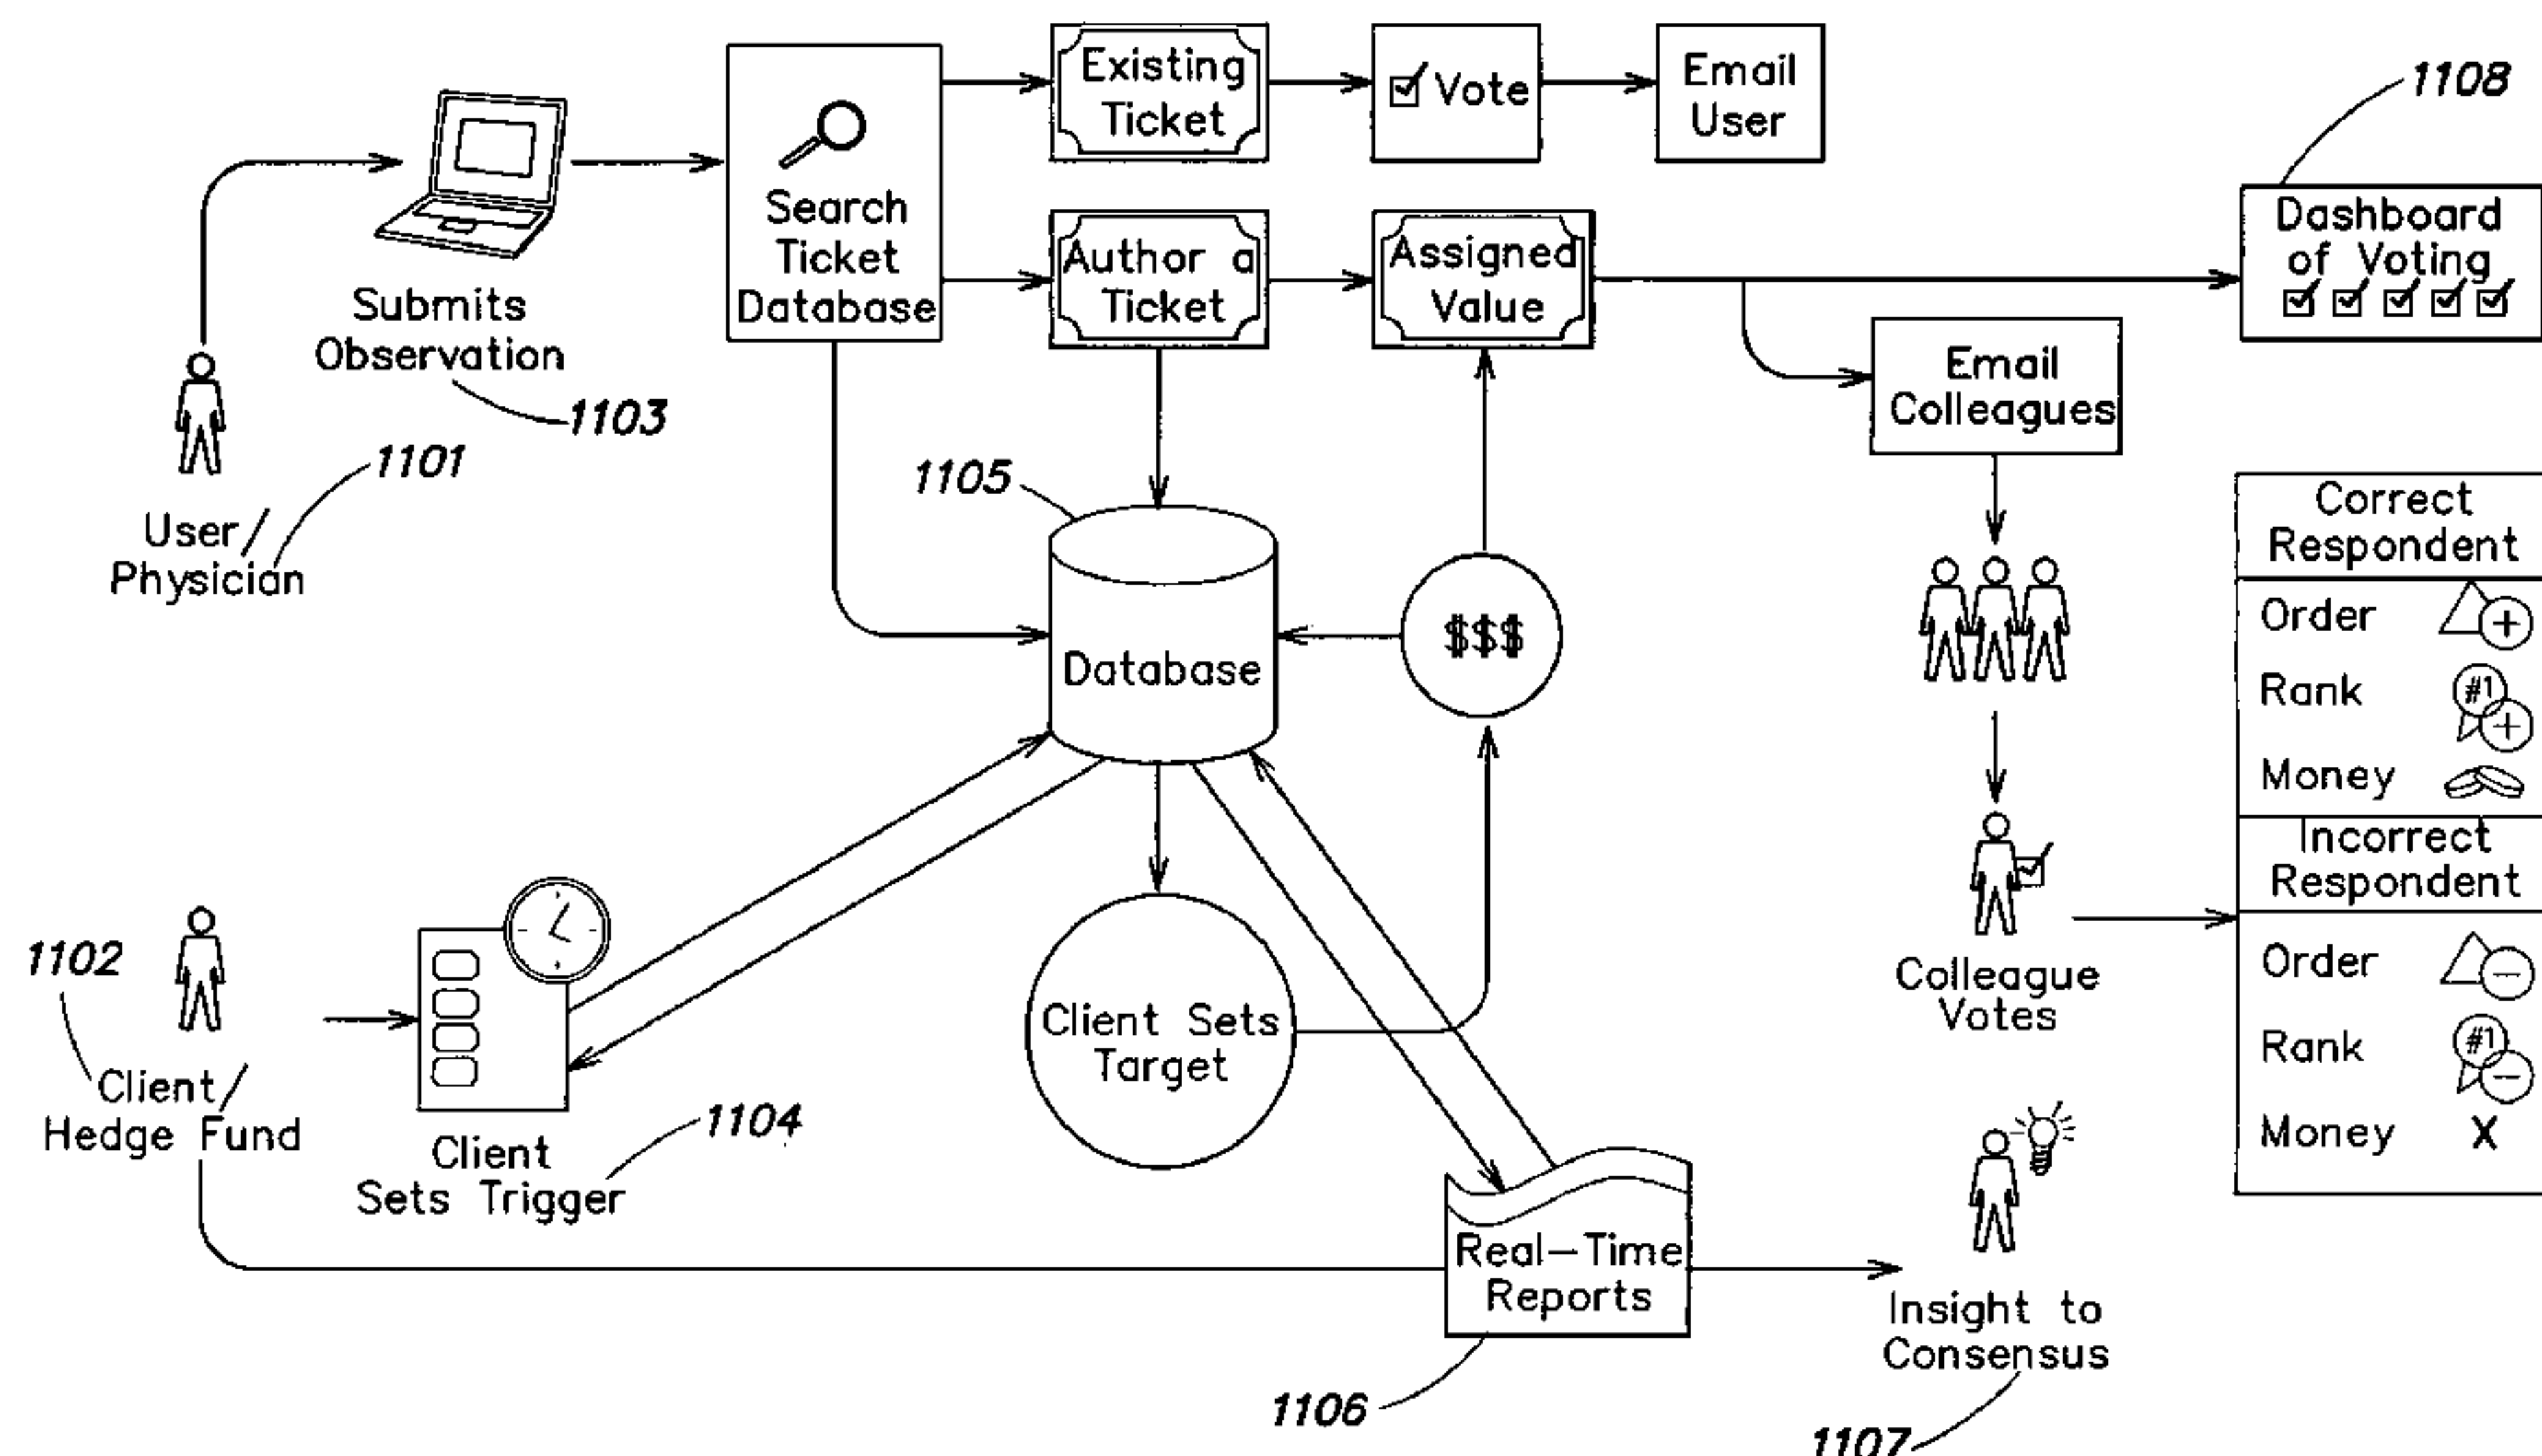 Existing
Ticket
Vote
Email
User
1108
Search
Ticket
Database
Author a
Ticket
Assigned
Value
Dashboard
of Voting
Submits
Observation
1103
Email
Colleagues
1101
User/
Physician
1105
Database
$$$
Correct
Respondent
Order
+
Rank
#1
+
Money
Incorrect
Respondent
Order
−
Rank
#1
−
Money X
Colleague
Votes
1102
Client/
Hedge Fund
Client
Sets Trigger
1104
Client Sets
Target
Real-Time
Reports
1106
Insight to
Consensus
1107